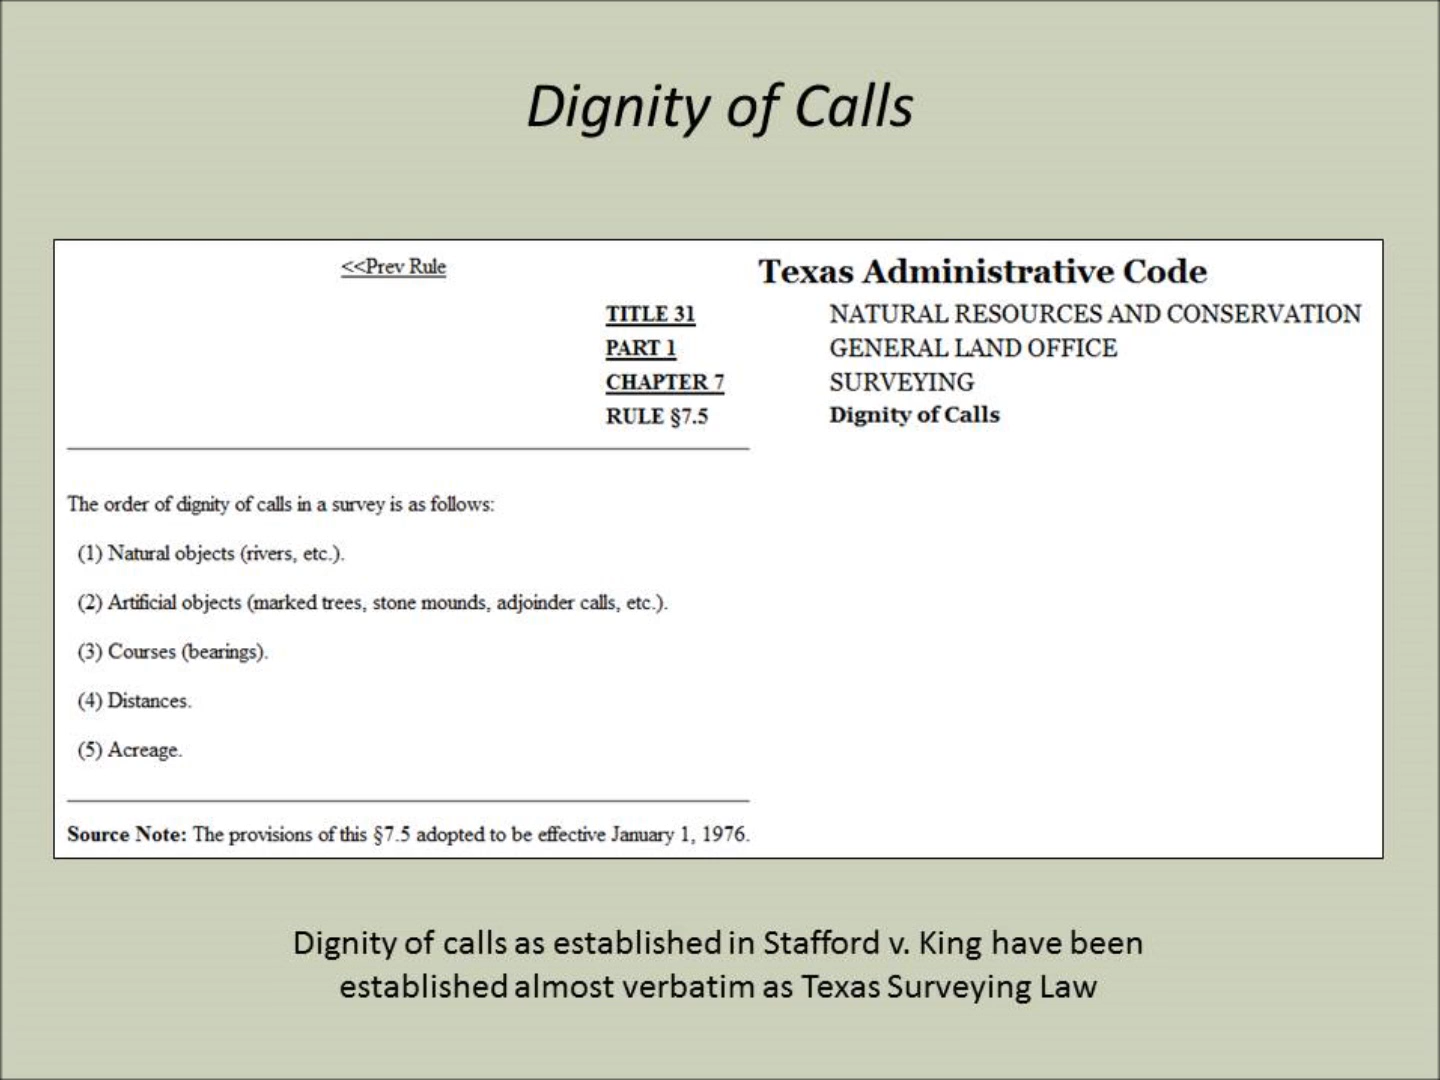 Dignity of Calls
<<Prev Rule
Texas Administrative Code
TITLE 31 NATURAL RESOURCES AND CONSERVATION
PART 1 GENERAL LAND OFFICE
CHAPTER 7 SURVEYING
RULE §7.5 Dignity of Calls
The order of dignity of calls in a survey is as follows:
(1) Natural objects (rivers, etc.).
(2) Artificial objects (marked trees, stone mounds, adjoinder calls, etc.).
(3) Courses (bearings).
(4) Distances.
(5) Acreage.
Source Note: The provisions of this §7.5 adopted to be effective January 1, 1976.
Dignity of calls as established in Stafford v. King have been
established almost verbatim as Texas Surveying Law